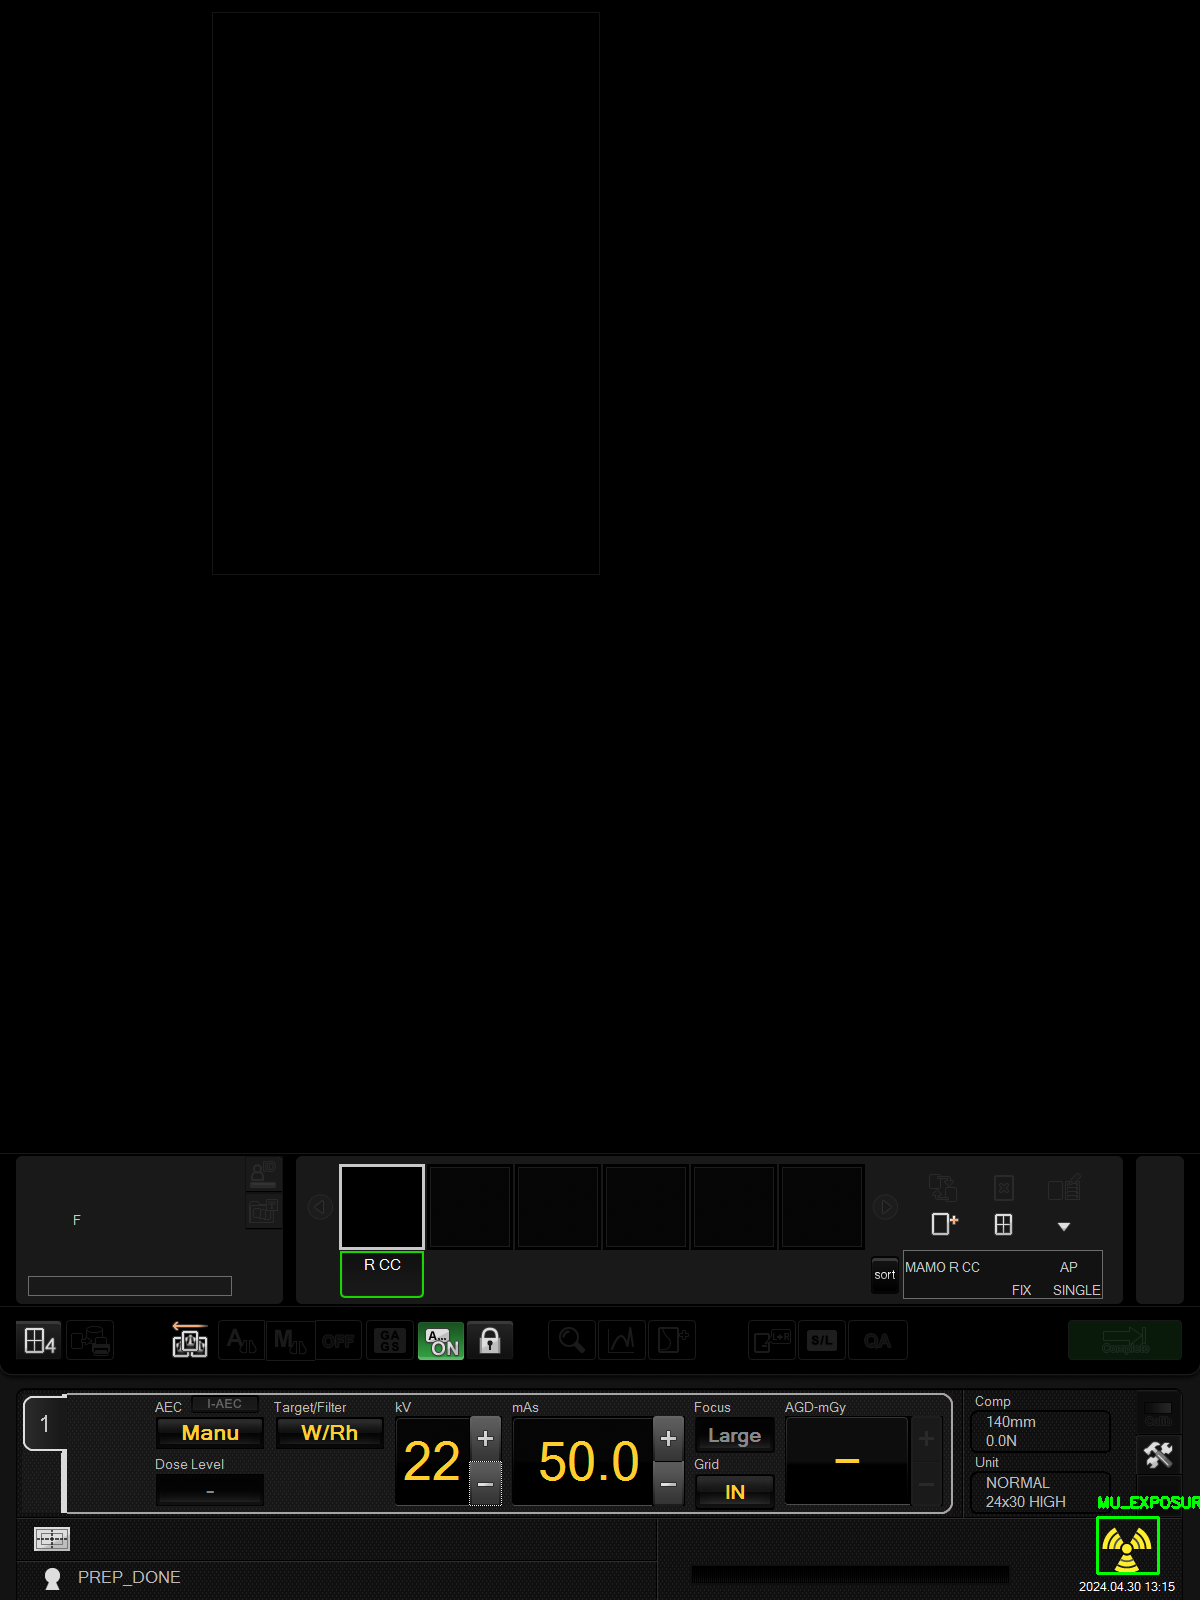 F
R CC
sort
MAMO R CC AP
FIX SINGLE
4
A
M
OFF
GA
GS
A...
ON
L↔R
S/L
QA
Complete
1
AEC I-AEC
Manu
Dose Level
-
Target/Filter
W/Rh
kV
22
+
-
mAs
50.0
+
-
Focus
Large
Grid
IN
AGD-mGy
-
+
-
Comp
140mm
0.0N
Unit
NORMAL
24x30 HIGH
MU_EXPOSUR
PREP_DONE
2024.04.30 13:15